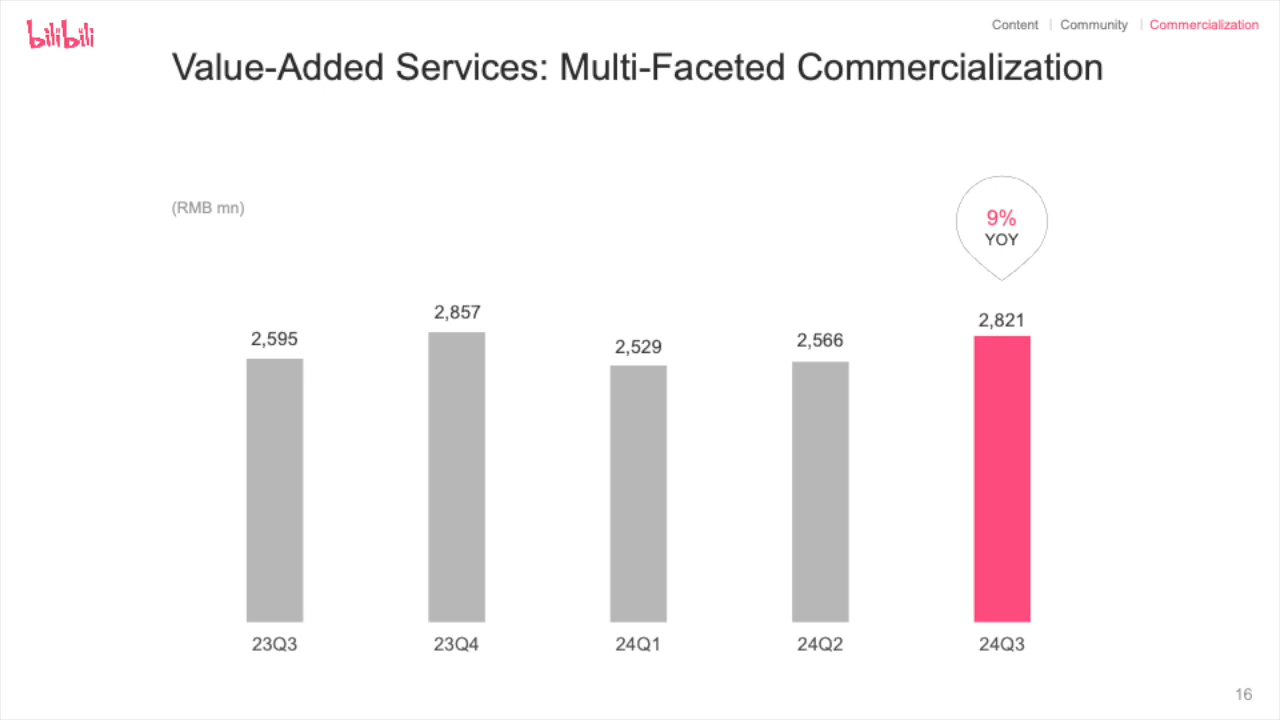 bilibili
Content | Community | Commercialization
Value-Added Services: Multi-Faceted Commercialization
(RMB mn)
9%
YOY
2,595
2,857
2,529
2,566
2,821
23Q3
23Q4
24Q1
24Q2
24Q3
16